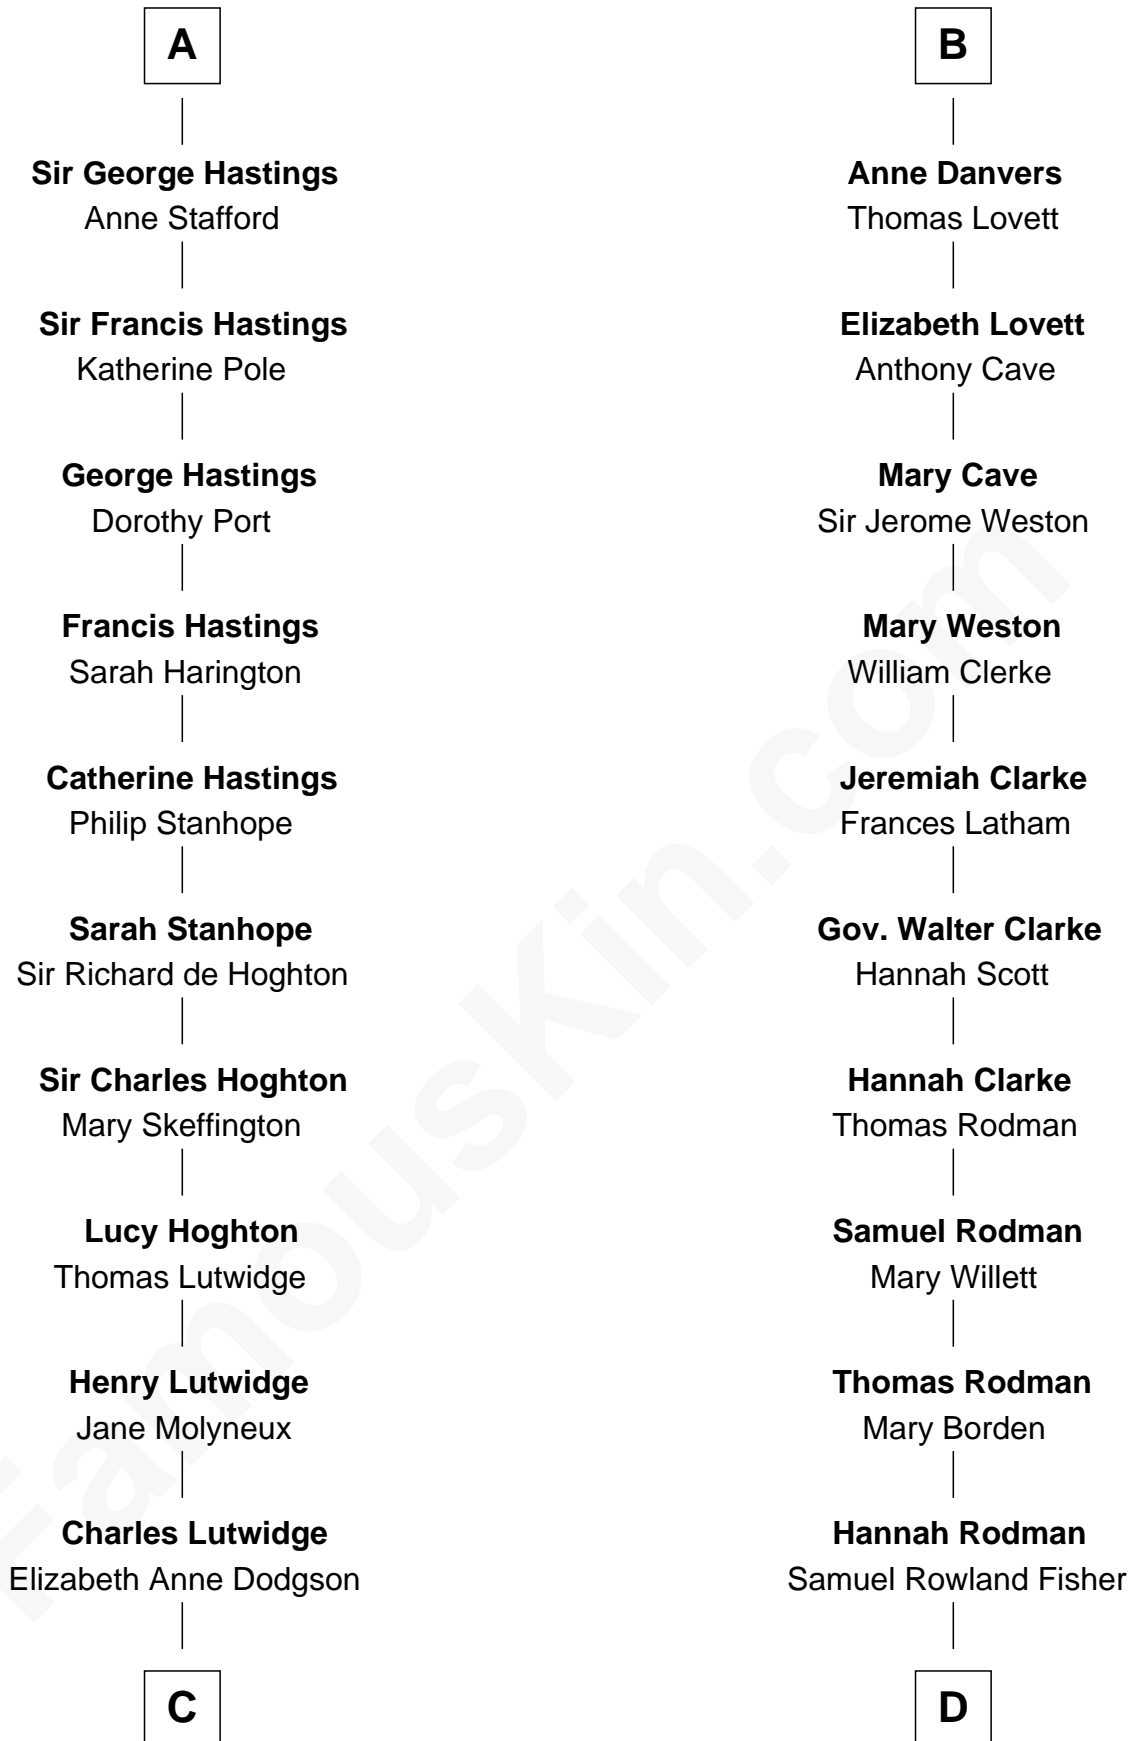 A
Sir George Hastings
Anne Stafford
Sir Francis Hastings
Katherine Pole
George Hastings
Dorothy Port
Francis Hastings
Sarah Harington
Catherine Hastings
Philip Stanhope
Sarah Stanhope
Sir Richard de Hoghton
Sir Charles Hoghton
Mary Skeffington
Lucy Hoghton
Thomas Lutwidge
Henry Lutwidge
Jane Molyneux
Charles Lutwidge
Elizabeth Anne Dodgson
C
B
Anne Danvers
Thomas Lovett
Elizabeth Lovett
Anthony Cave
Mary Cave
Sir Jerome Weston
Mary Weston
William Clerke
Jeremiah Clarke
Frances Latham
Gov. Walter Clarke
Hannah Scott
Hannah Clarke
Thomas Rodman
Samuel Rodman
Mary Willett
Thomas Rodman
Mary Borden
Hannah Rodman
Samuel Rowland Fisher
D
FamousKin.com